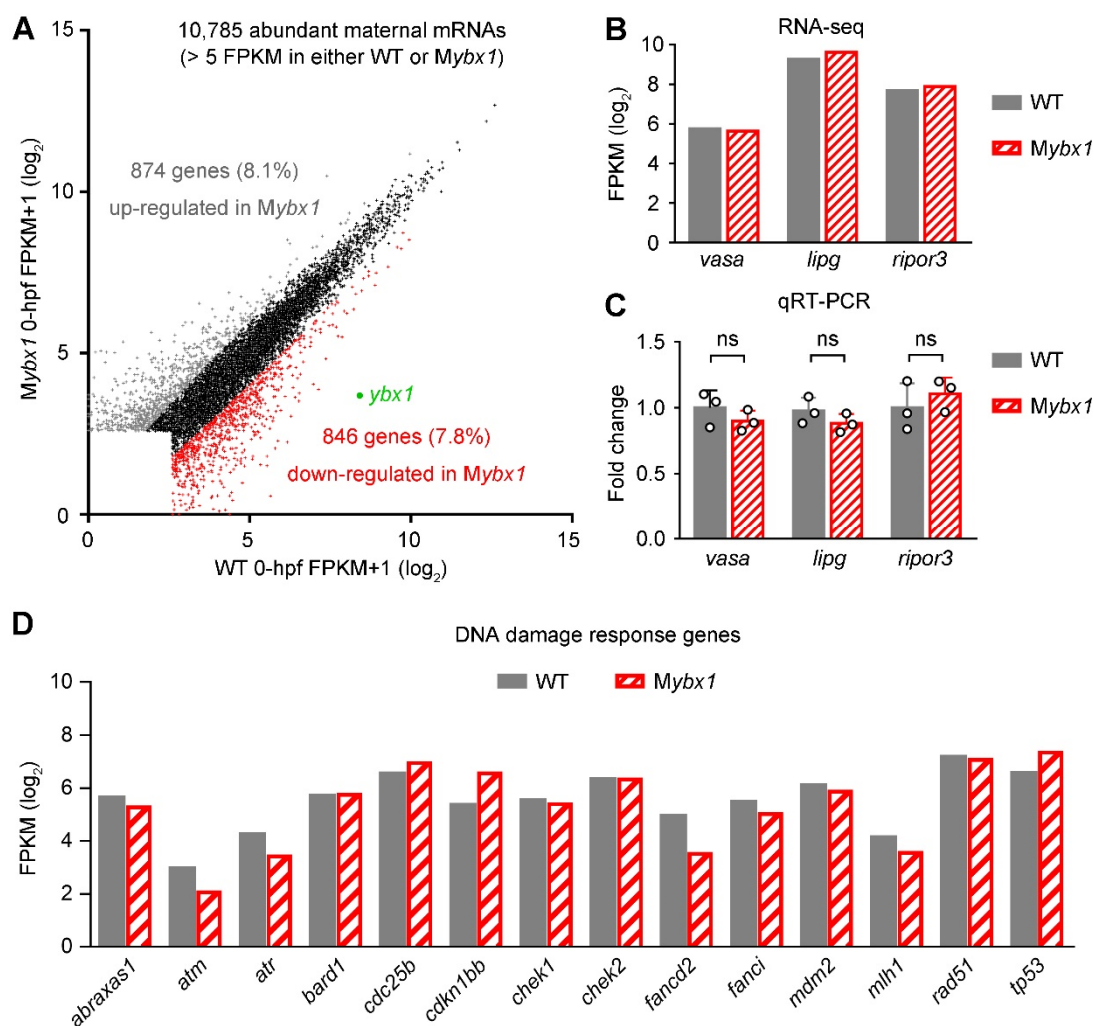 A
10,785 abundant maternal mRNAs
(> 5 FPKM in either WT or Mybx1)
Mybx1 0-hpf FPKM+1 (log2)
15
10
5
0
874 genes (8.1%)
up-regulated in Mybx1
ybx1
846 genes (7.8%)
down-regulated in Mybx1
0
5
10
15
WT 0-hpf FPKM+1 (log2)
B
RNA-seq
FPKM (log2)
10
8
6
4
2
0
vasa
lipg
ripor3
WT
Mybx1
C
qRT-PCR
Fold change
1.5
1.0
0.5
0.0
ns
ns
ns
vasa
lipg
ripor3
WT
Mybx1
D
DNA damage response genes
WT
Mybx1
FPKM (log2)
10
8
6
4
2
0
abraxas1
atm
atr
bard1
cdc25b
cdkn1bb
chek1
chek2
fancd2
fanci
mdm2
mlh1
rad51
tp53